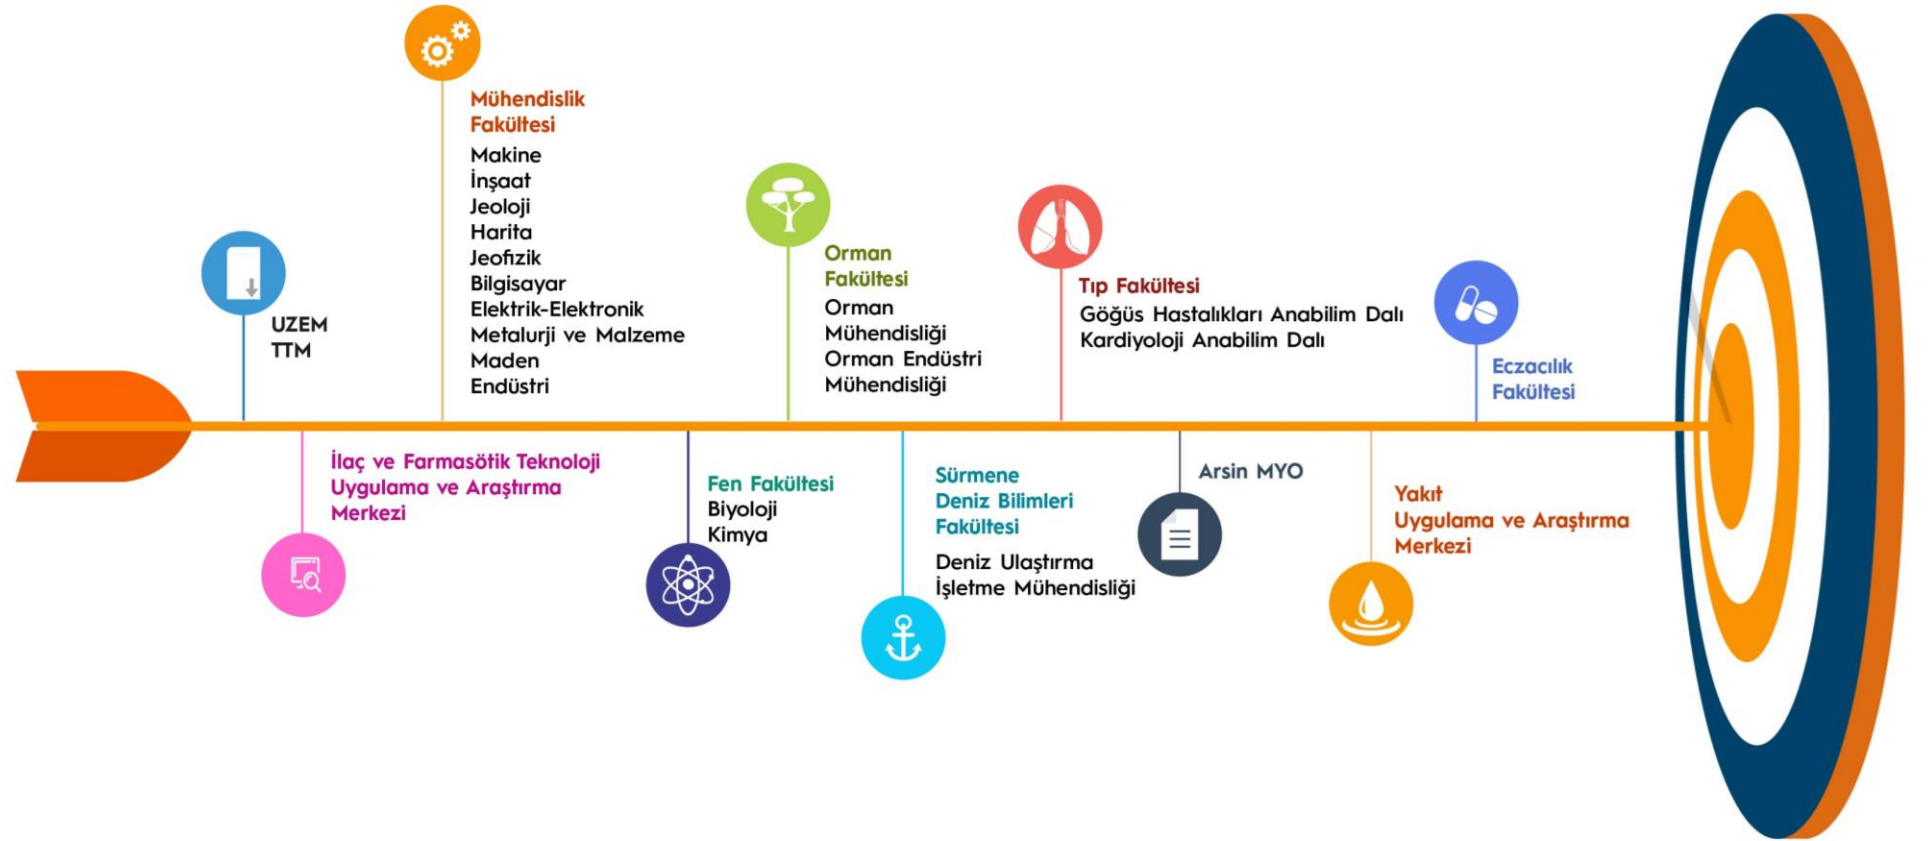 UZEM
TTM
İlaç ve Farmasötik Teknoloji
Uygulama ve Araştırma
Merkezi
Mühendislik
Fakültesi
Makine
İnşaat
Jeoloji
Harita
Jeofizik
Bilgisayar
Elektrik-Elektronik
Metalurji ve Malzeme
Maden
Endüstri
Fen Fakültesi
Biyoloji
Kimya
Orman
Fakültesi
Orman
Mühendisliği
Orman Endüstri
Mühendisliği
Sürmene
Deniz Bilimleri
Fakültesi
Deniz Ulaştırma
İşletme Mühendisliği
Tıp Fakültesi
Göğüs Hastalıkları Anabilim Dalı
Kardiyoloji Anabilim Dalı
Arsin MYO
Yakıt
Uygulama ve Araştırma
Merkezi
Eczacılık
Fakültesi